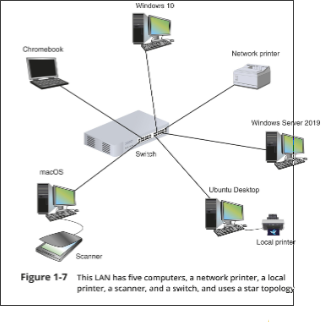 Windows 10
Chromebook
Network printer
Windows Server 2019
Switch
macOS
Ubuntu Desktop
Local printer
Scanner
Figure 1-7 This LAN has five computers, a network printer, a local
printer, a scanner, and a switch, and uses a star topology